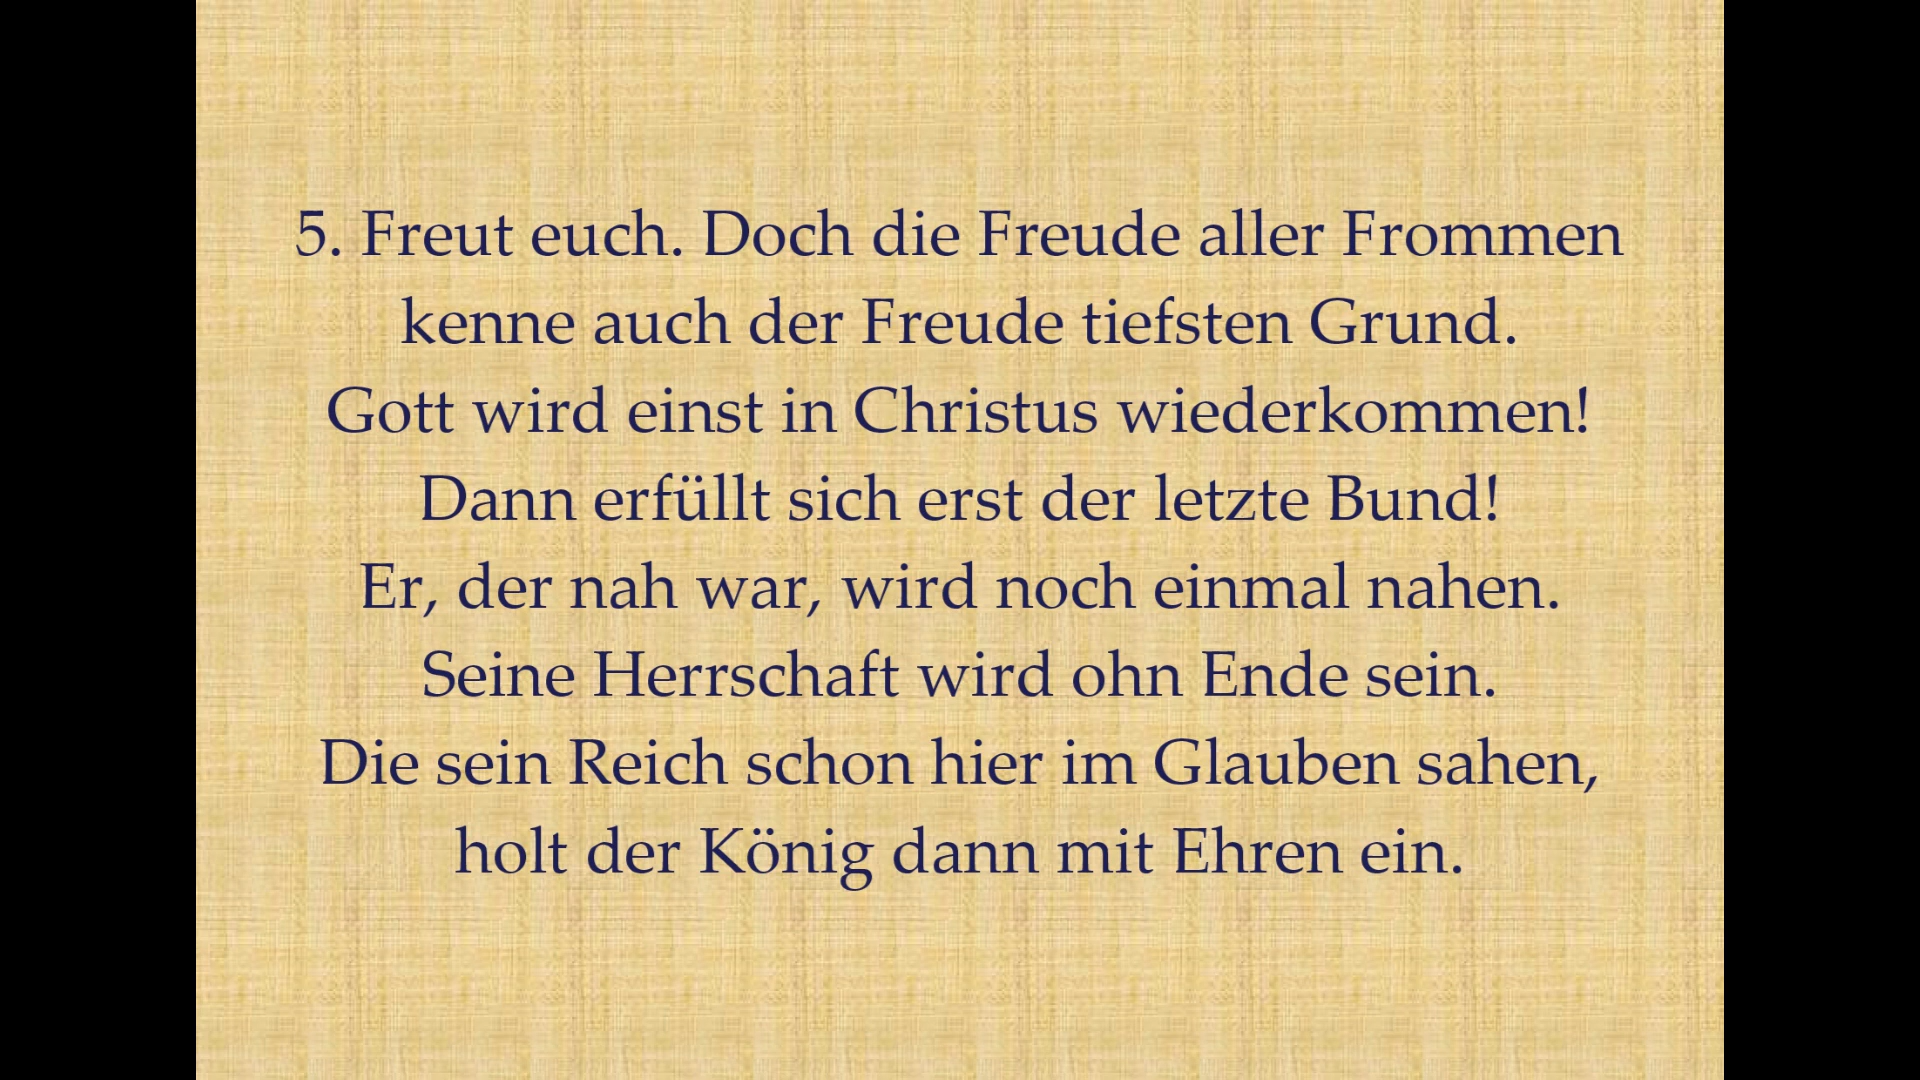 5. Freut euch. Doch die Freude aller Frommen
kenne auch der Freude tiefsten Grund.
Gott wird einst in Christus wiederkommen!
Dann erfüllt sich erst der letzte Bund!
Er, der nah war, wird noch einmal nahen.
Seine Herrschaft wird ohn Ende sein.
Die sein Reich schon hier im Glauben sahen,
holt der König dann mit Ehren ein.